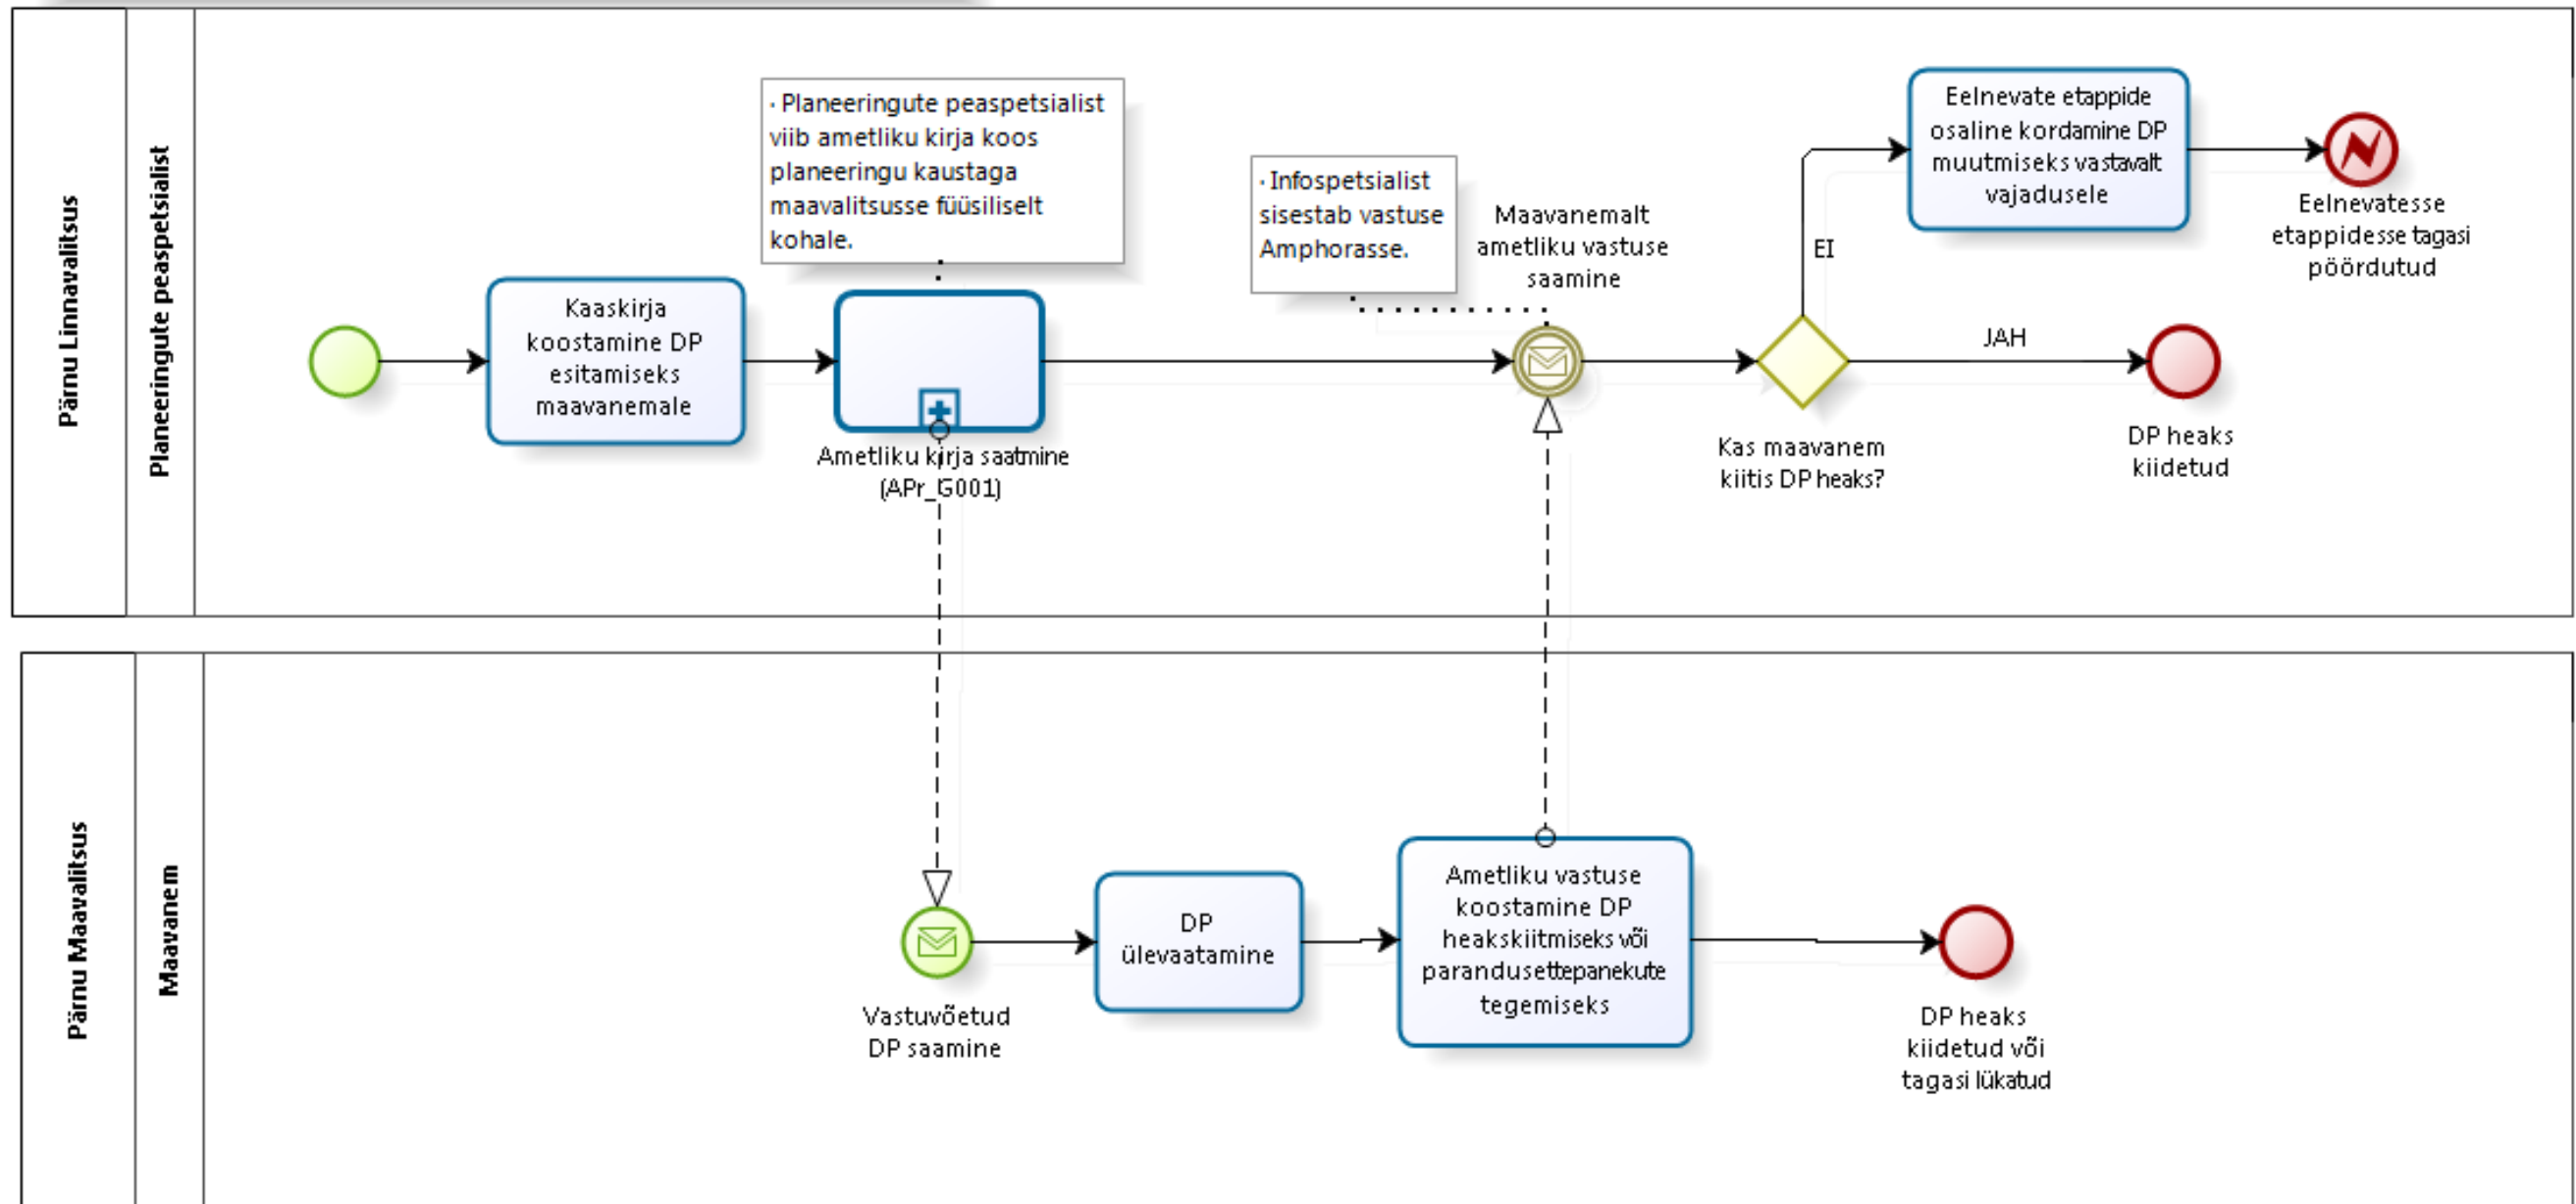 Pärnu Linnavalitsus
Planeeringute peaspetsialist
Kaaskirja
koostamine DP
esitamiseks
maavanemale
· Planeeringute peaspetsialist
viib ametliku kirja koos
planeeringu kaustaga
maavalitsusse füüsiliselt
kohale.
Ametliku kirja saatmine
(APr_G001)
· Infospetsialist
sisestab vastuse
Amphorasse.
Maavanemalt
ametliku vastuse
saamine
Kas maavanem
kiitis DP heaks?
EI
JAH
Eelnevate etappide
osaline kordamine DP
muutmiseks vastavalt
vajadusele
Eelnevatesse
etappidesse tagasi
pöördutud
DP heaks
kiidetud
Pärnu Maavalitsus
Maavanem
Vastuvõetud
DP saamine
DP
ülevaatamine
Ametliku vastuse
koostamine DP
heakskiitmiseks või
parandusettepanekute
tegemiseks
DP heaks
kiidetud või
tagasi lükatud